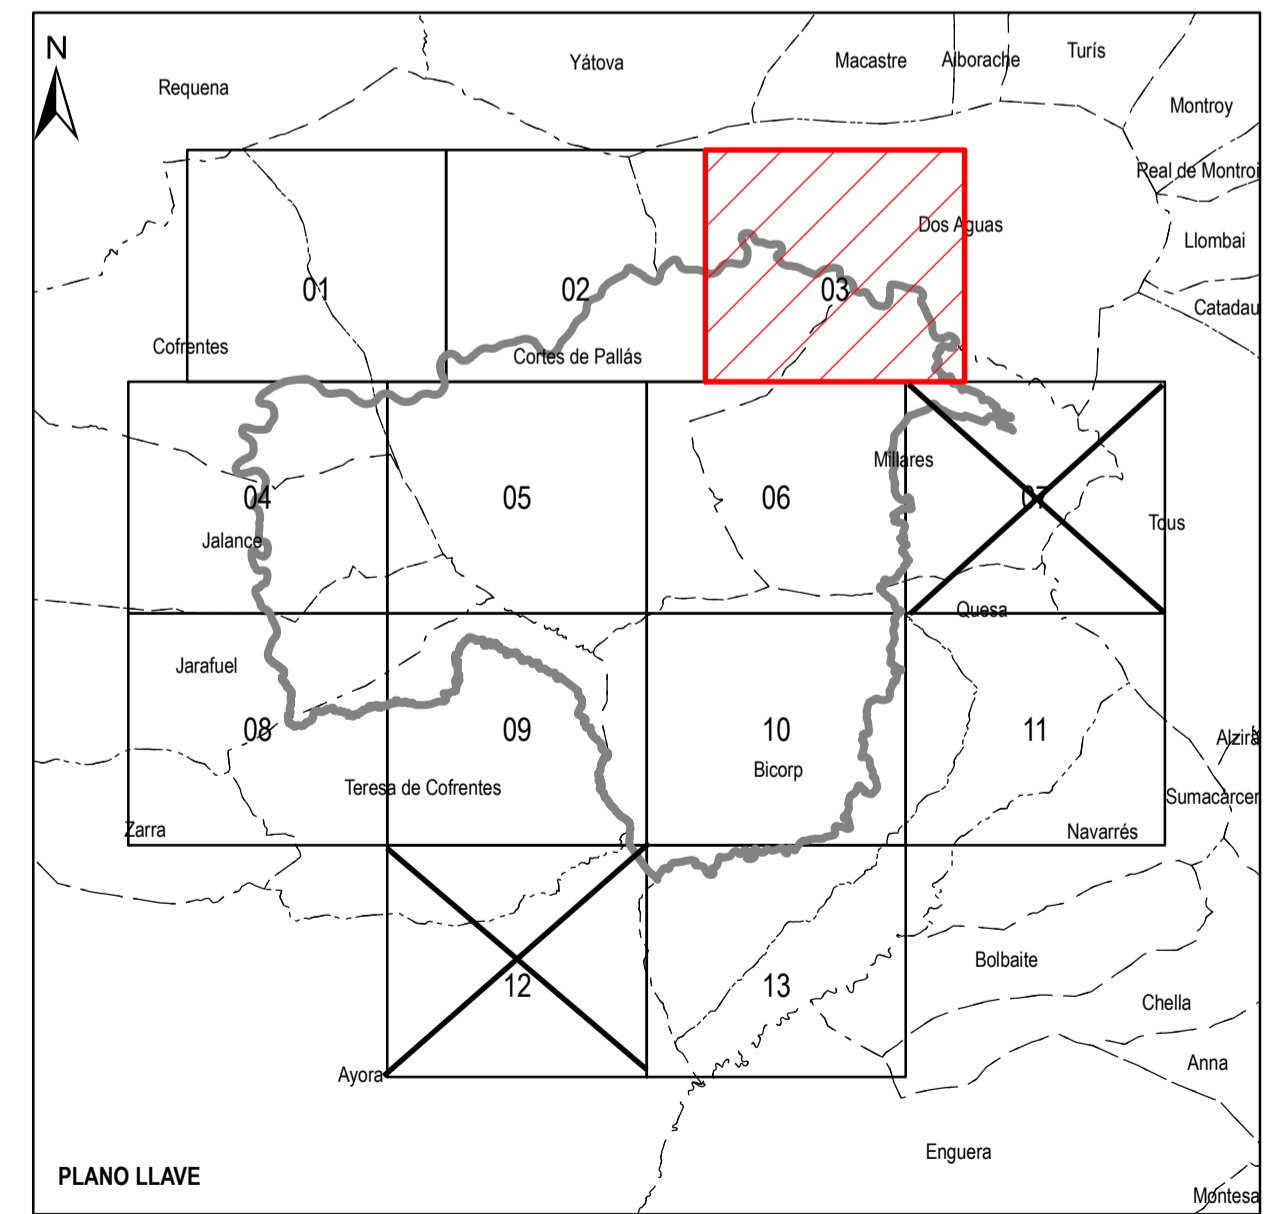 N
Requena
Yátova
Macastre
Alborache
Turís
Montroy
Real de Montroi
Dos Aguas
Llombai
01
02
03
Catadau
Cofrentes
Cortes de Pallás
Millares
04
05
06
07
Tous
Jalance
Quesa
Jarafuel
08
09
10
11
Alzira
Bicorp
Teresa de Cofrentes
Sumacàrcer
Zarra
Navarrés
Bolbaite
12
13
Chella
Anna
Ayora
Enguera
PLANO LLAVE
Montesa